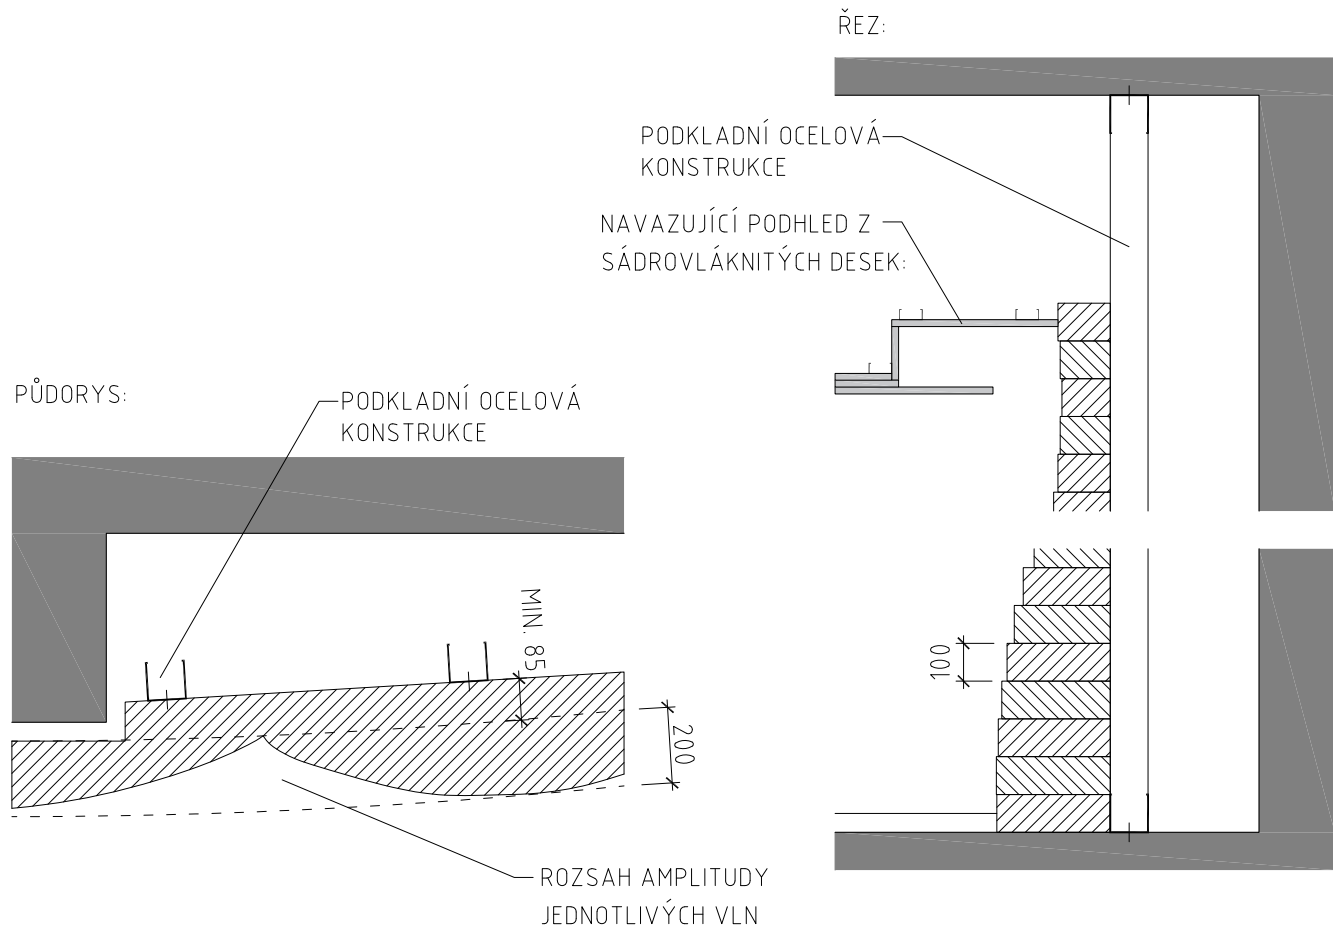 ŘEZ:
PODKLADNÍ OCELOVÁ
KONSTRUKCE
NAVAZUJÍCÍ PODHLED Z
SÁDROVLÁKNITÝCH DESEK:
PŮDORYS:
PODKLADNÍ OCELOVÁ
KONSTRUKCE
MIN. 85
200
100
ROZSAH AMPLITUDY
JEDNOTLIVÝCH VLN